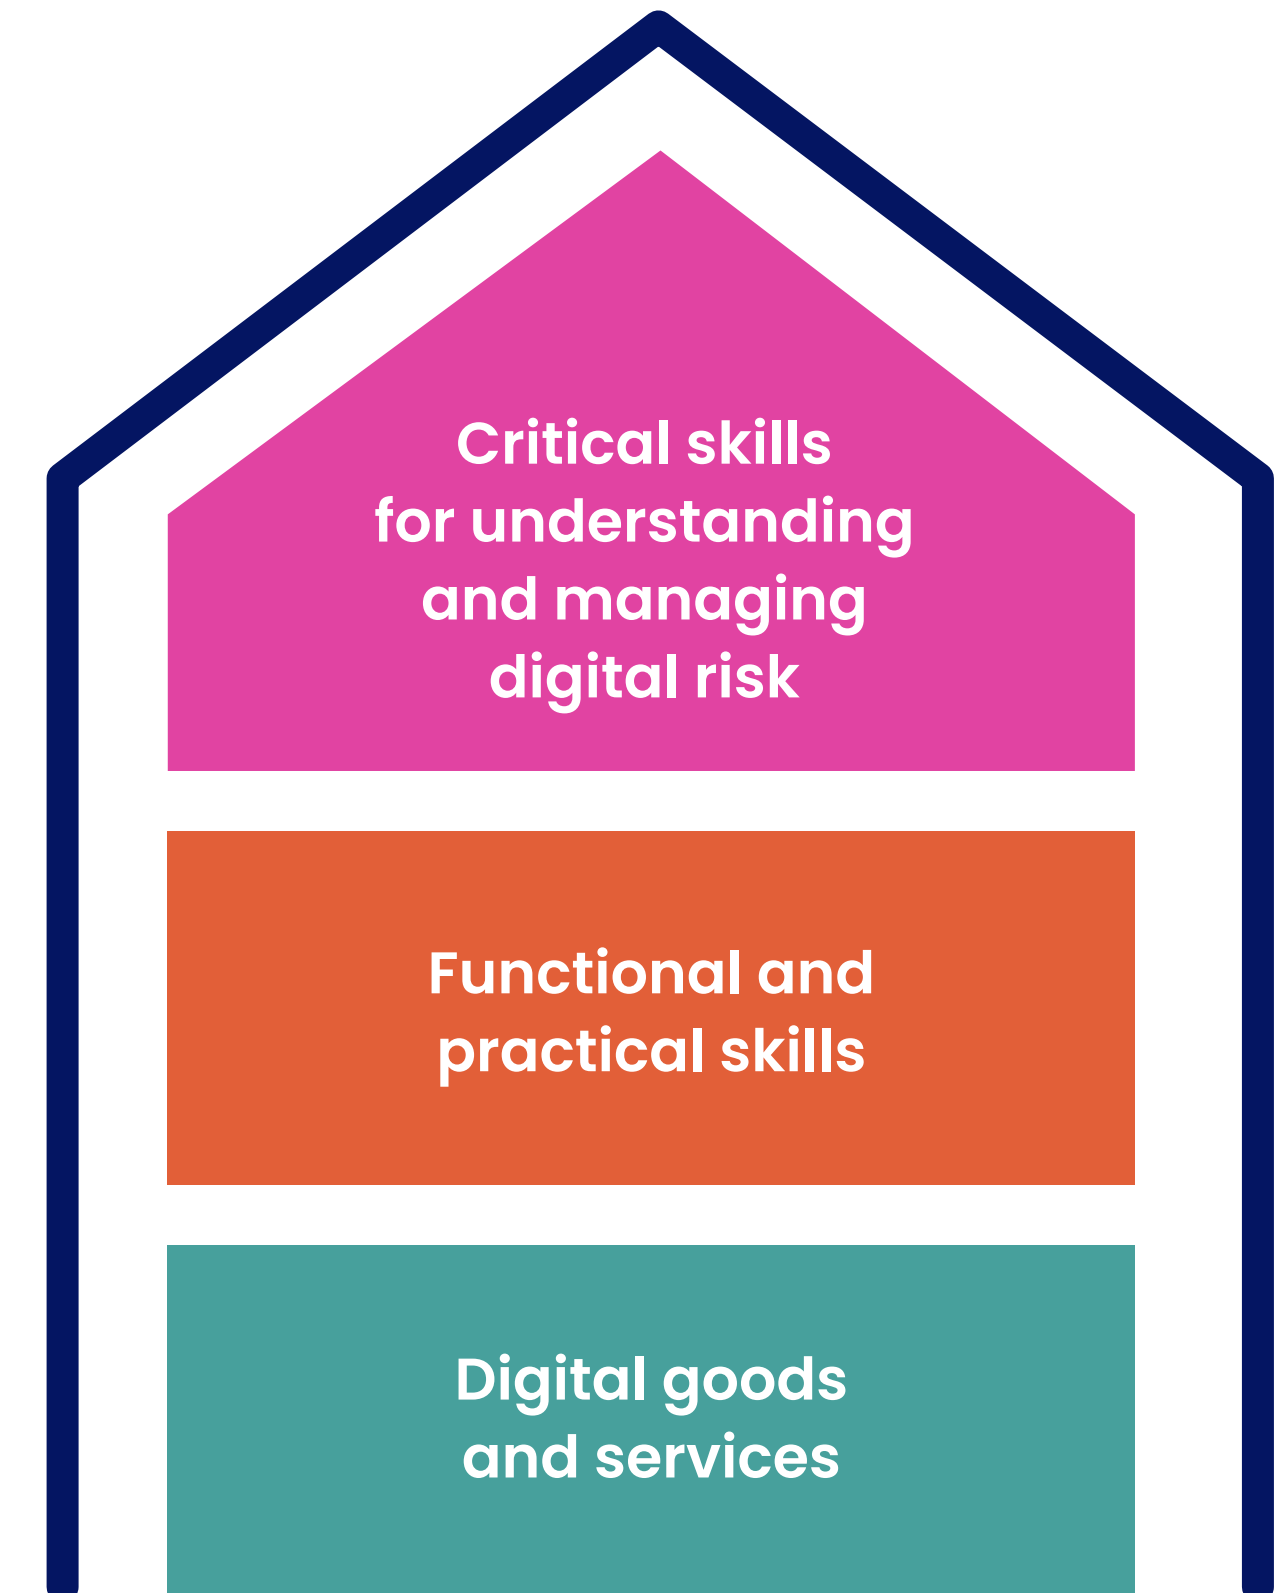 Critical skills
for understanding
and managing
digital risk
Functional and
practical skills
Digital goods
and services